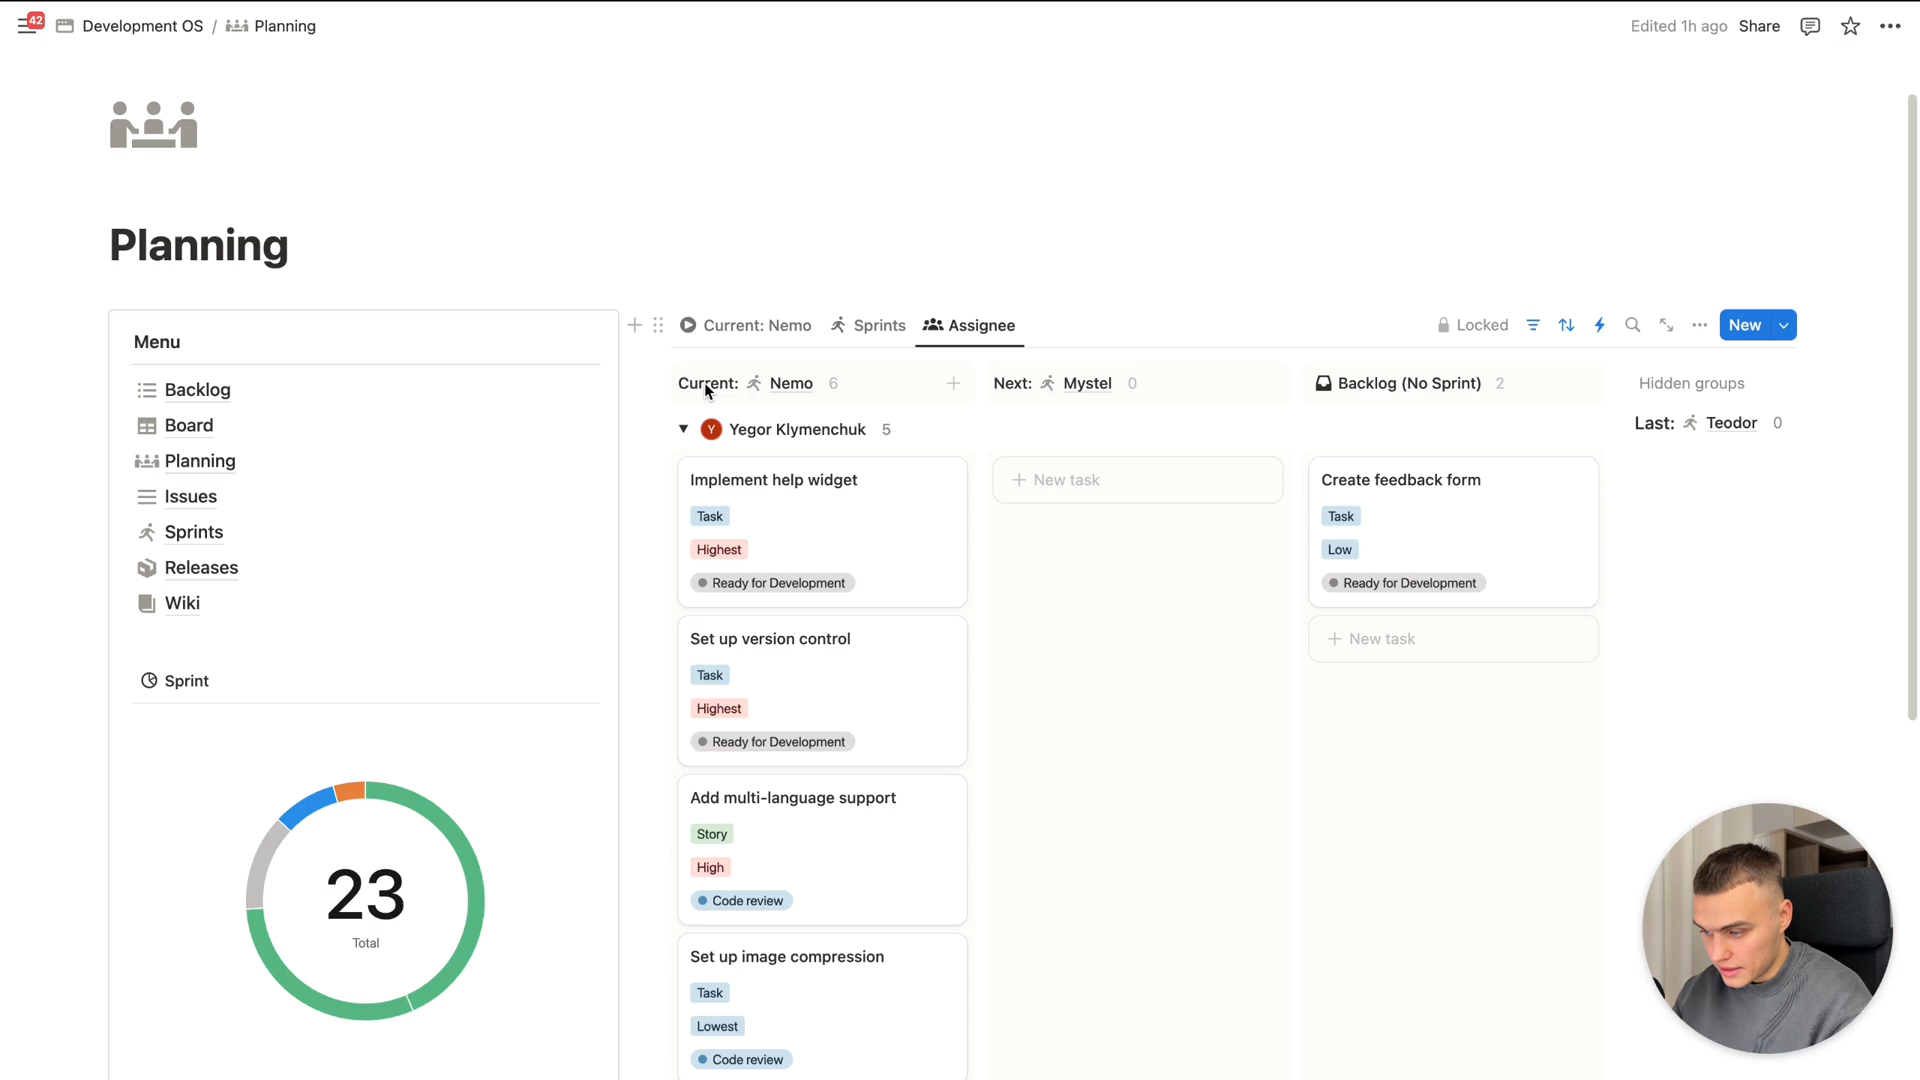 42 Development OS / Planning
Edited 1h ago Share
Planning
Menu
Backlog
Board
Planning
Issues
Sprints
Releases
Wiki
Sprint
23
Total
Current: Nemo Sprints Assignee
Locked New
Current: Nemo 6
Next: Mystel 0
Backlog (No Sprint) 2
Hidden groups
Last: Teodor 0
Y Yegor Klymenchuk 5
Implement help widget
Task
Highest
Ready for Development
Set up version control
Task
Highest
Ready for Development
Add multi-language support
Story
High
Code review
Set up image compression
Task
Lowest
Code review
New task
Create feedback form
Task
Low
Ready for Development
New task